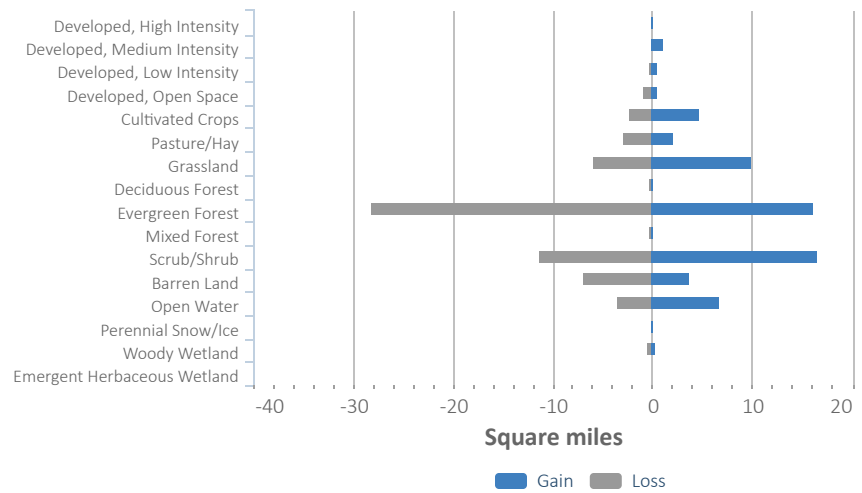 Developed, High Intensity
Developed, Medium Intensity
Developed, Low Intensity
Developed, Open Space
Cultivated Crops
Pasture/Hay
Grassland
Deciduous Forest
Evergreen Forest
Mixed Forest
Scrub/Shrub
Barren Land
Open Water
Perennial Snow/Ice
Woody Wetland
Emergent Herbaceous Wetland
-40 -30 -20 -10 0 10 20
Square miles
Gain Loss